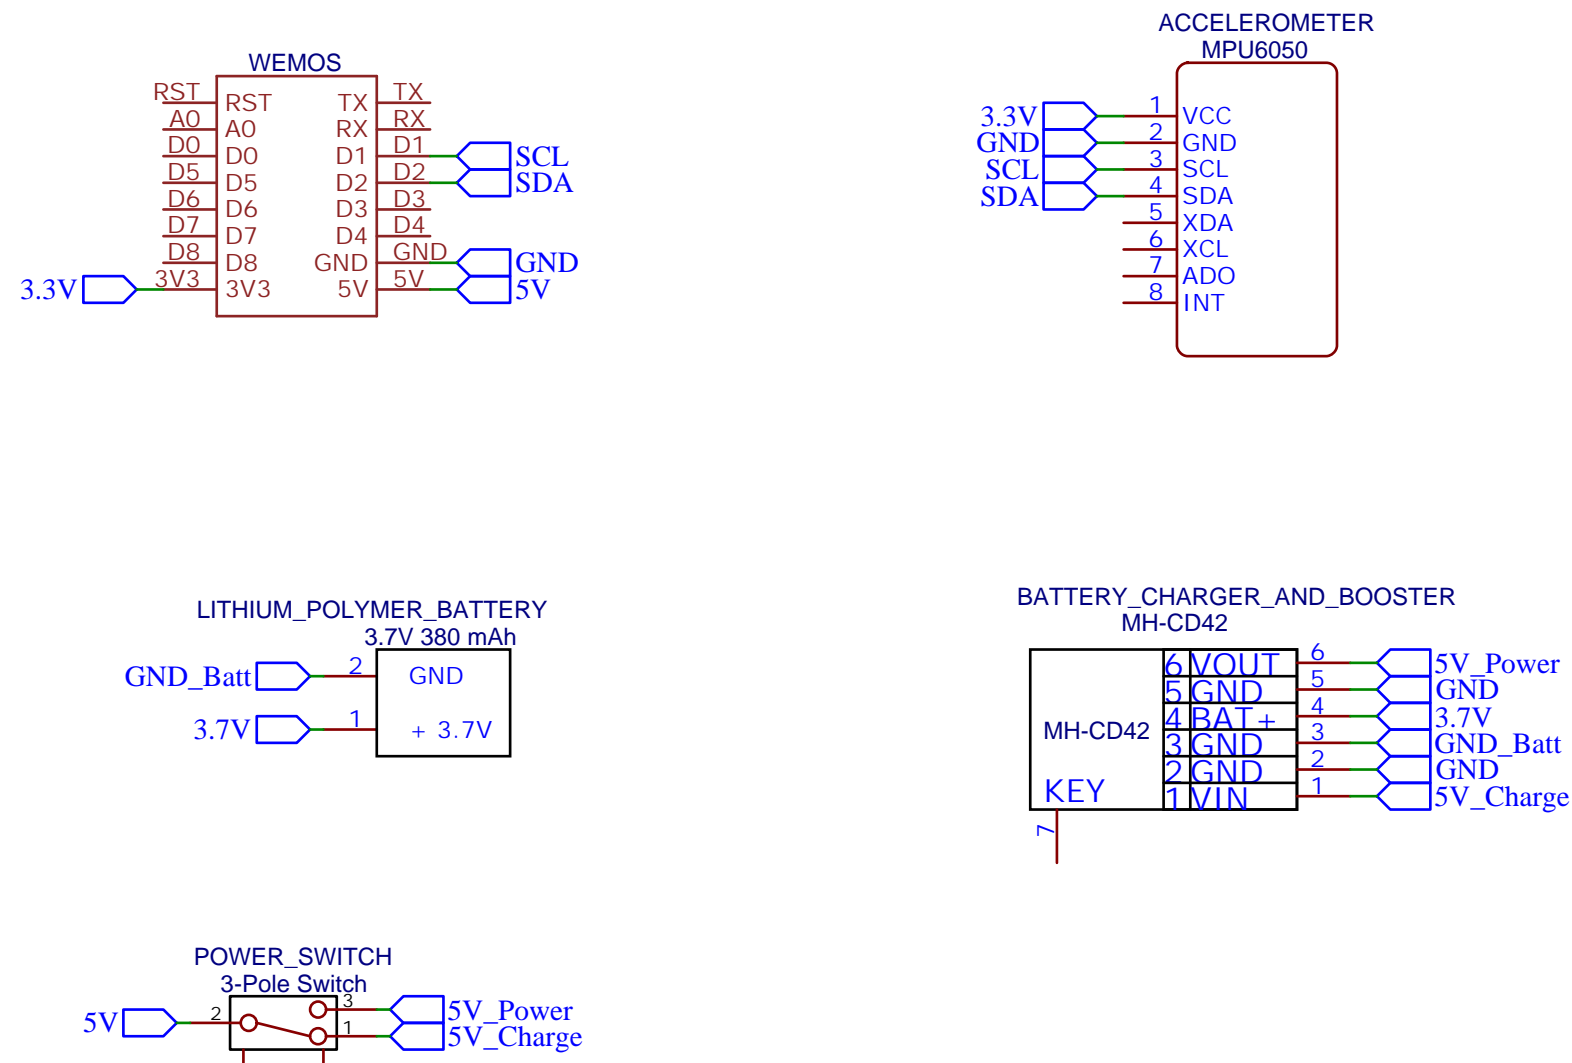 WEMOS
RST RST TX TX
A0 A0 RX RX
D0 D0 D1 D1 SCL
D5 D5 D2 D2 SDA
D6 D6 D3 D3
D7 D7 D4 D4
D8 D8 GND GND GND
3.3V 3V3 3V3 5V 5V 5V
ACCELEROMETER
MPU6050
3.3V 1 VCC
GND 2 GND
SCL 3 SCL
SDA 4 SDA
5 XDA
6 XCL
7 ADO
8 INT
LITHIUM_POLYMER_BATTERY
3.7V 380 mAh
GND_Batt 2 GND
3.7V 1 + 3.7V
BATTERY_CHARGER_AND_BOOSTER
MH-CD42
6 VOUT 6 5V_Power
5 GND 5 GND
4 BAT+ 4 3.7V
MH-CD42
3 GND 3 GND_Batt
2 GND 2 GND
KEY 1 VIN 1 5V_Charge
7
POWER_SWITCH
3-Pole Switch
3 5V_Power
5V 2
1 5V_Charge